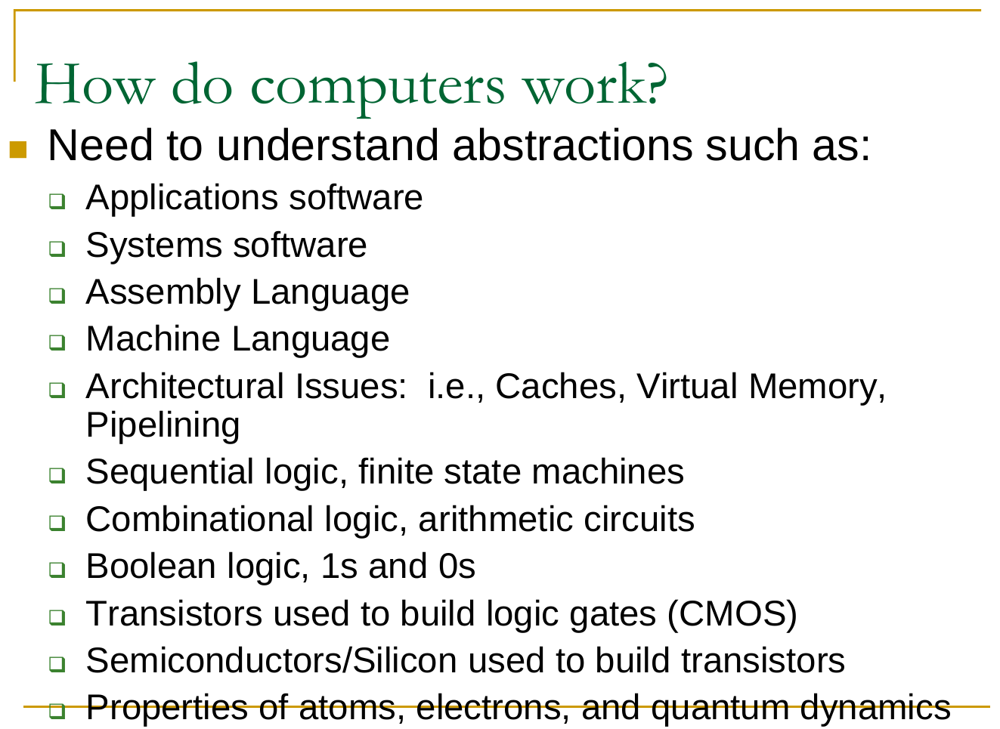 How do computers work?
Need to understand abstractions such as:
Applications software
Systems software
Assembly Language
Machine Language
Architectural Issues:  i.e., Caches, Virtual Memory,
Pipelining
Sequential logic, finite state machines
Combinational logic, arithmetic circuits
Boolean logic, 1s and 0s
Transistors used to build logic gates (CMOS)
Semiconductors/Silicon used to build transistors
Properties of atoms, electrons, and quantum dynamics